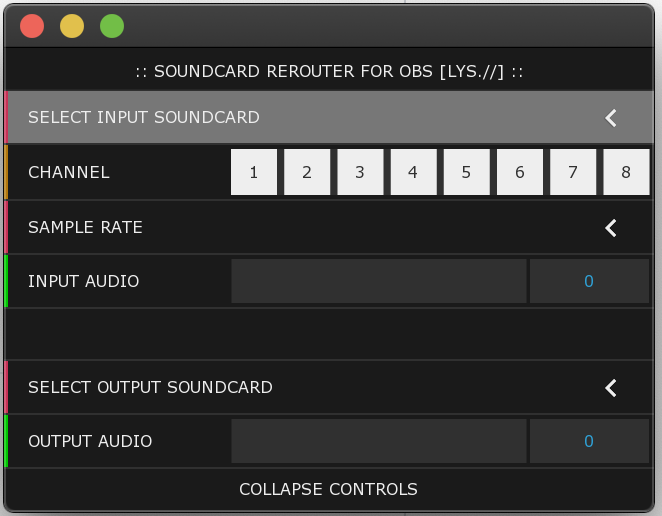 :: SOUNDCARD REROUTER FOR OBS [LYS.//] ::
SELECT INPUT SOUNDCARD
CHANNEL 1 2 3 4 5 6 7 8
SAMPLE RATE
INPUT AUDIO 0
SELECT OUTPUT SOUNDCARD
OUTPUT AUDIO 0
COLLAPSE CONTROLS